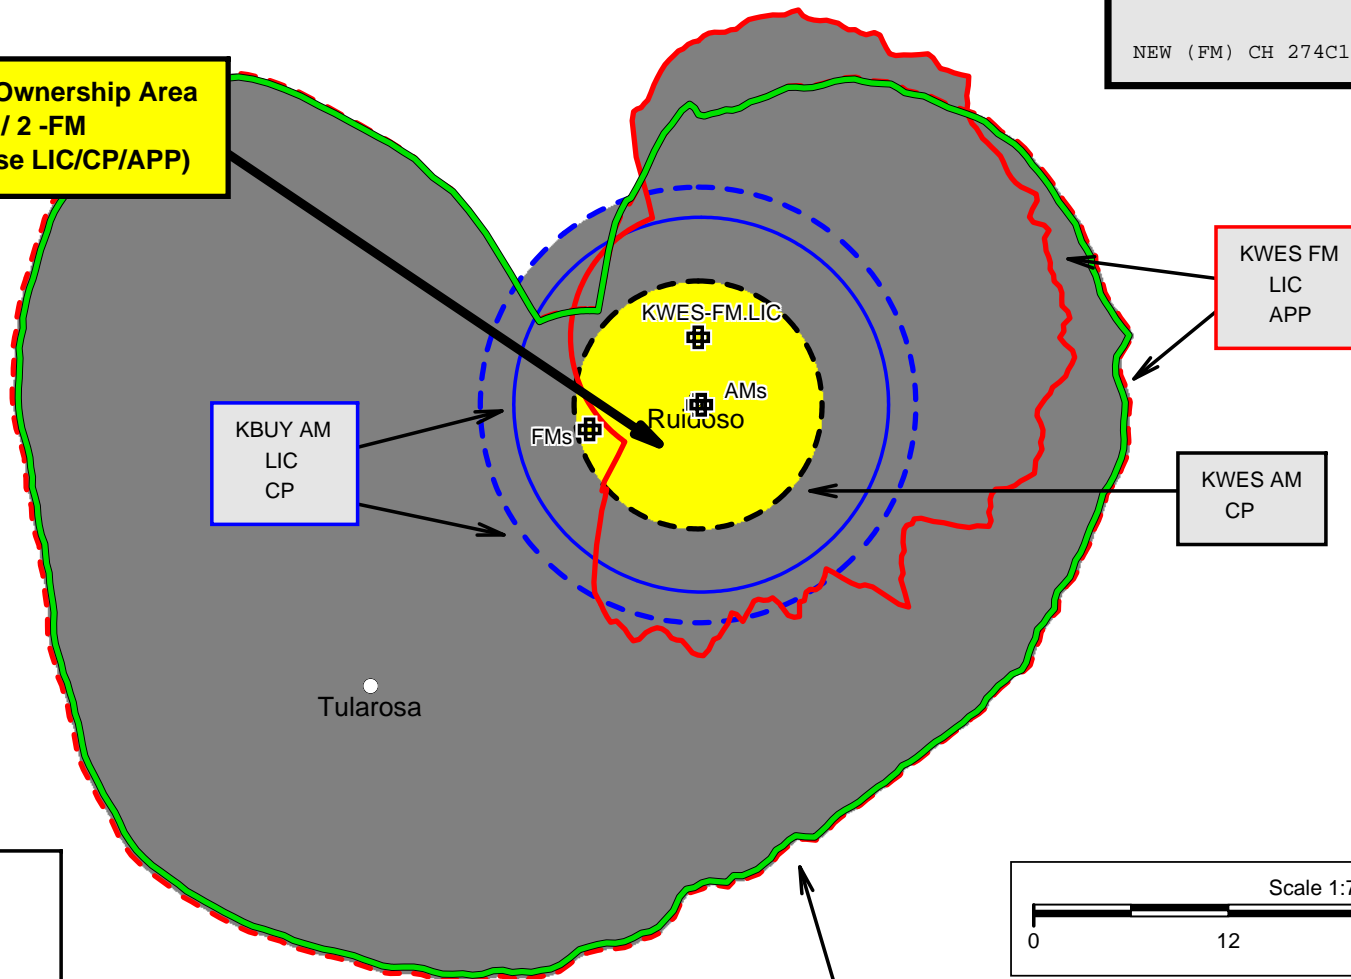 NEW (FM) CH 274C1
Ownership Area
/ 2 -FM
se LIC/CP/APP)
KWES FM
LIC
APP
KWES-FM.LIC
AMs
Ruidoso
FMs
KBUY AM
LIC
CP
KWES AM
CP
Tularosa
Scale 1:7
0 12